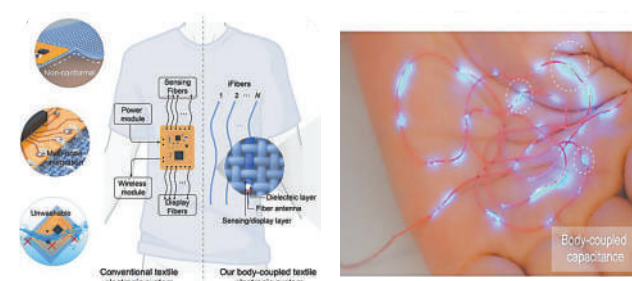 Non-conformal
Unwashable
Sensing
Fibers
Power
module
Wireless
module
Display
Fibers
iFibers
1 2 ... N
Dielectric layer
Fiber antenna
Sensing/display layer
Conventional textile
Our body-coupled textile
Body-coupled
capacitance